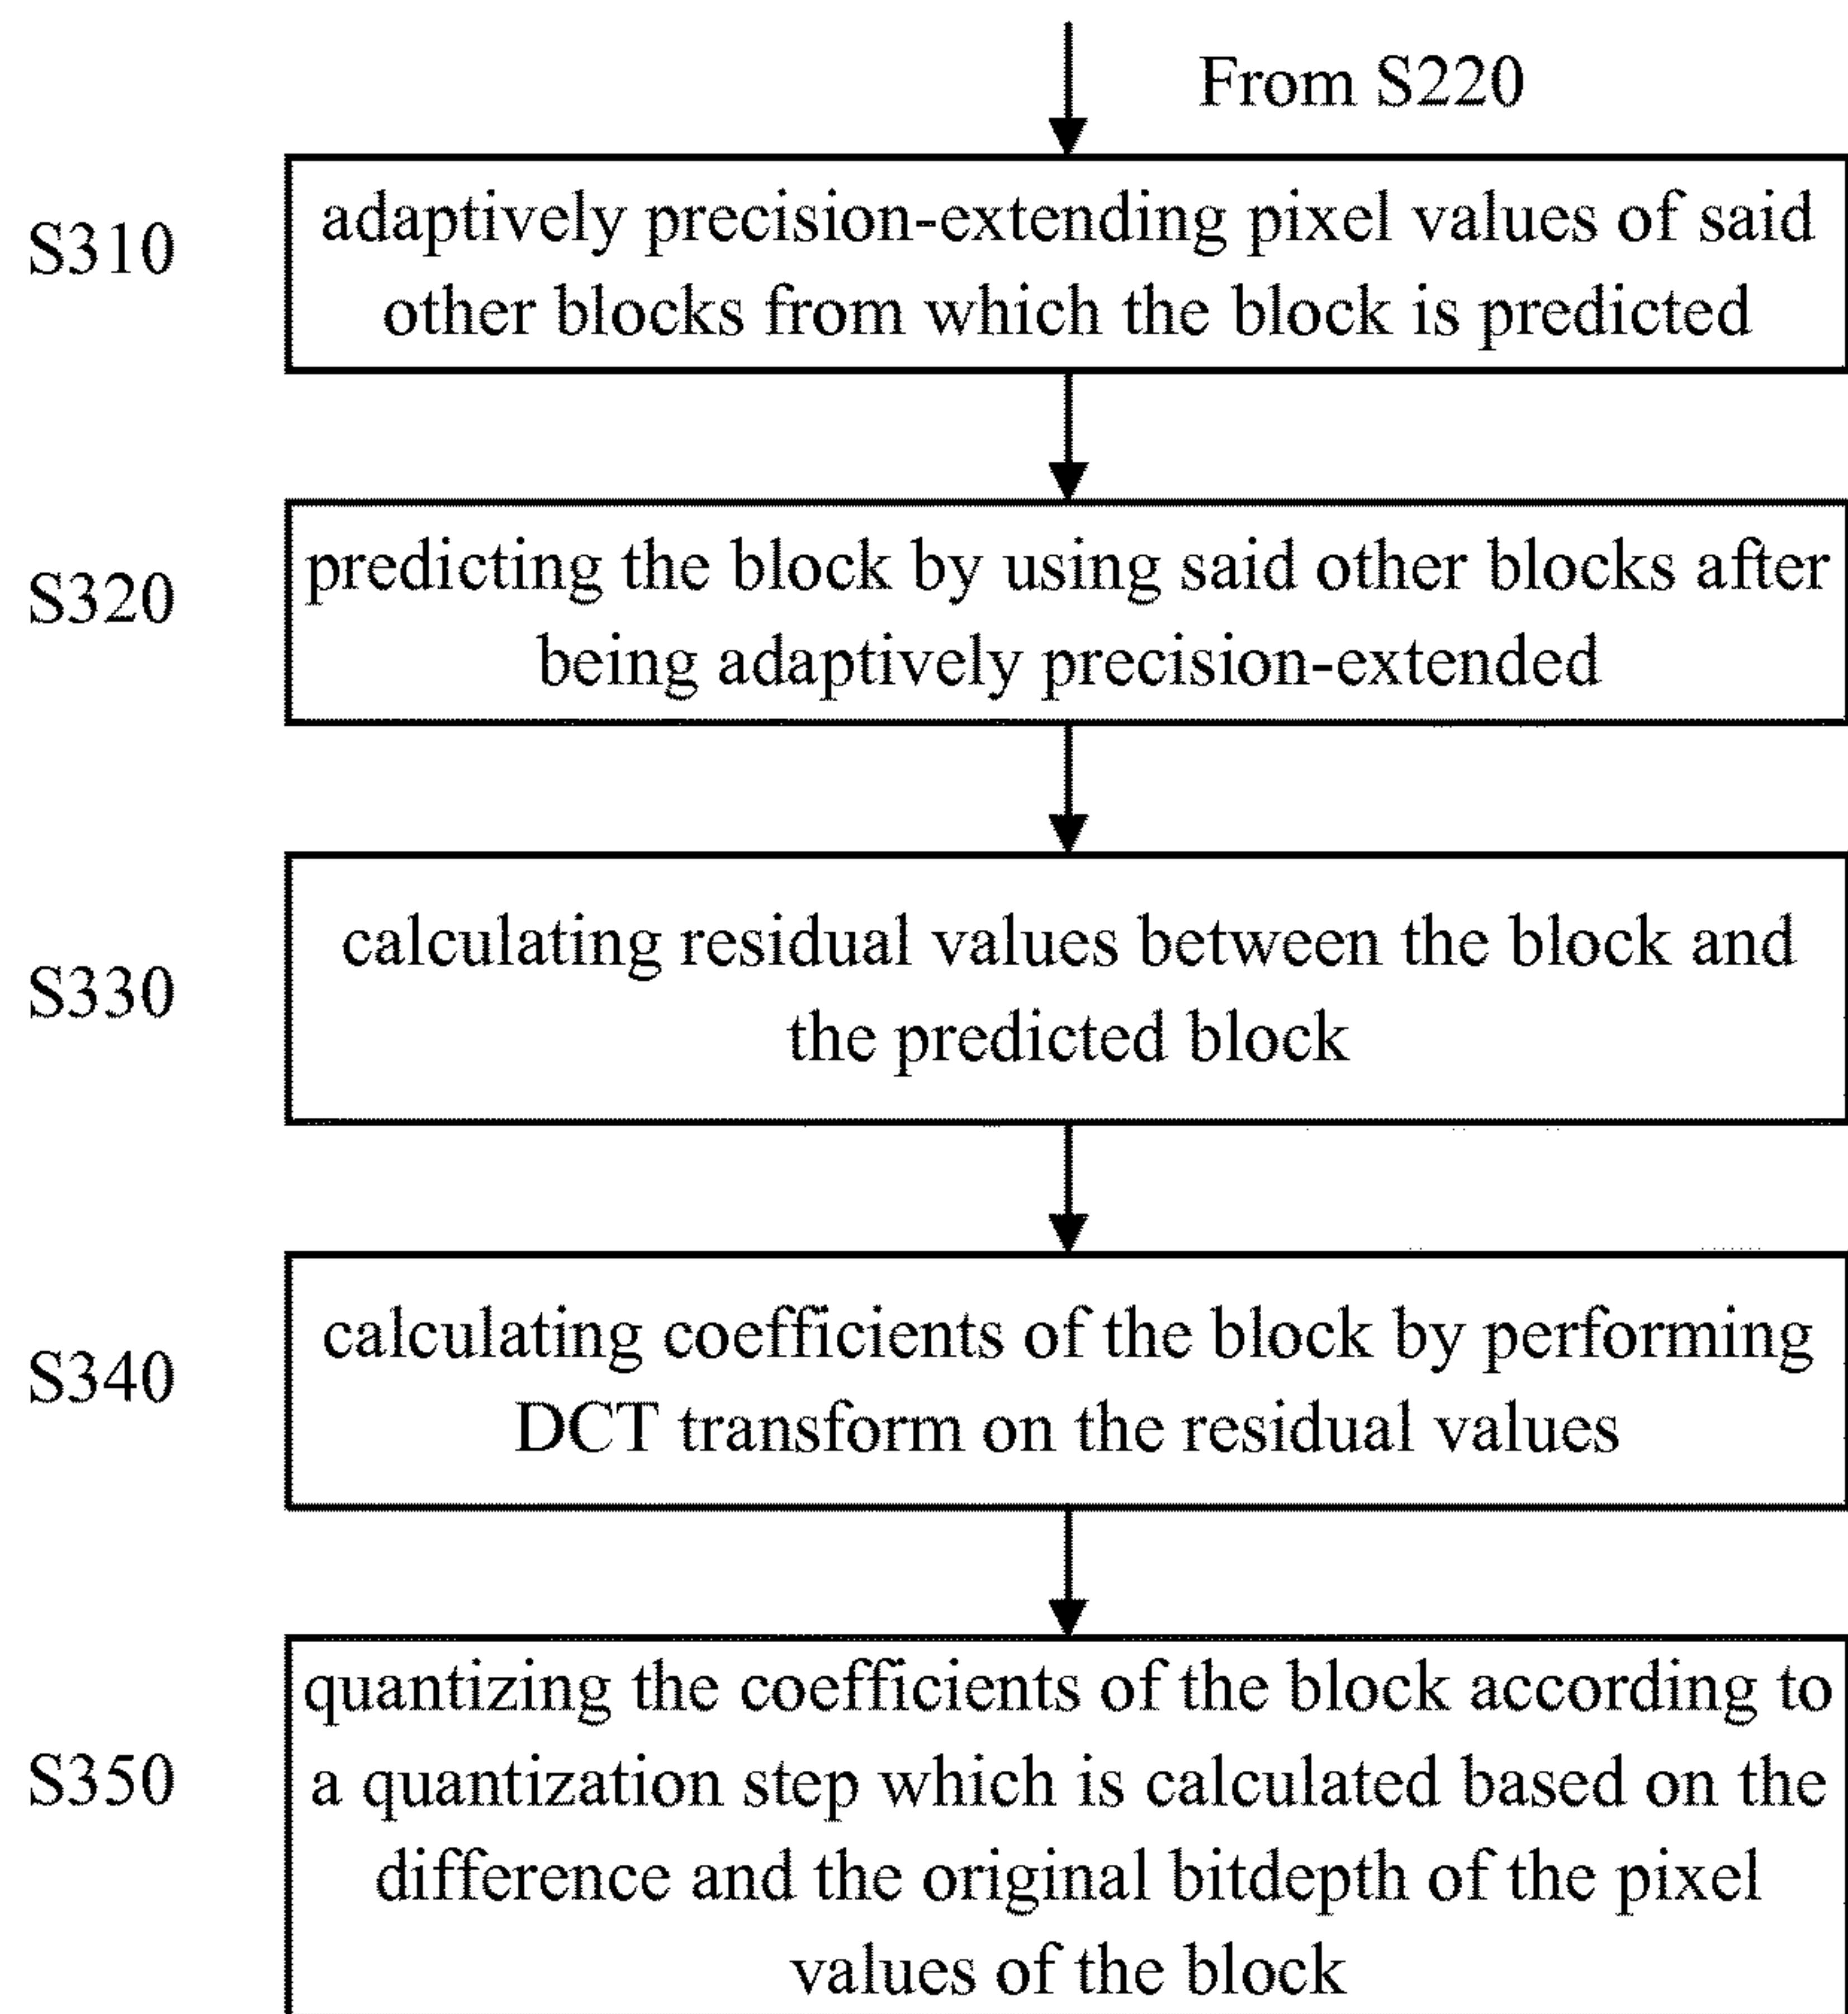 From S220
S310
adaptively precision-extending pixel values of said
other blocks from which the block is predicted
S320
predicting the block by using said other blocks after
being adaptively precision-extended
S330
calculating residual values between the block and
the predicted block
S340
calculating coefficients of the block by performing
DCT transform on the residual values
S350
quantizing the coefficients of the block according to
a quantization step which is calculated based on the
difference and the original bitdepth of the pixel
values of the block